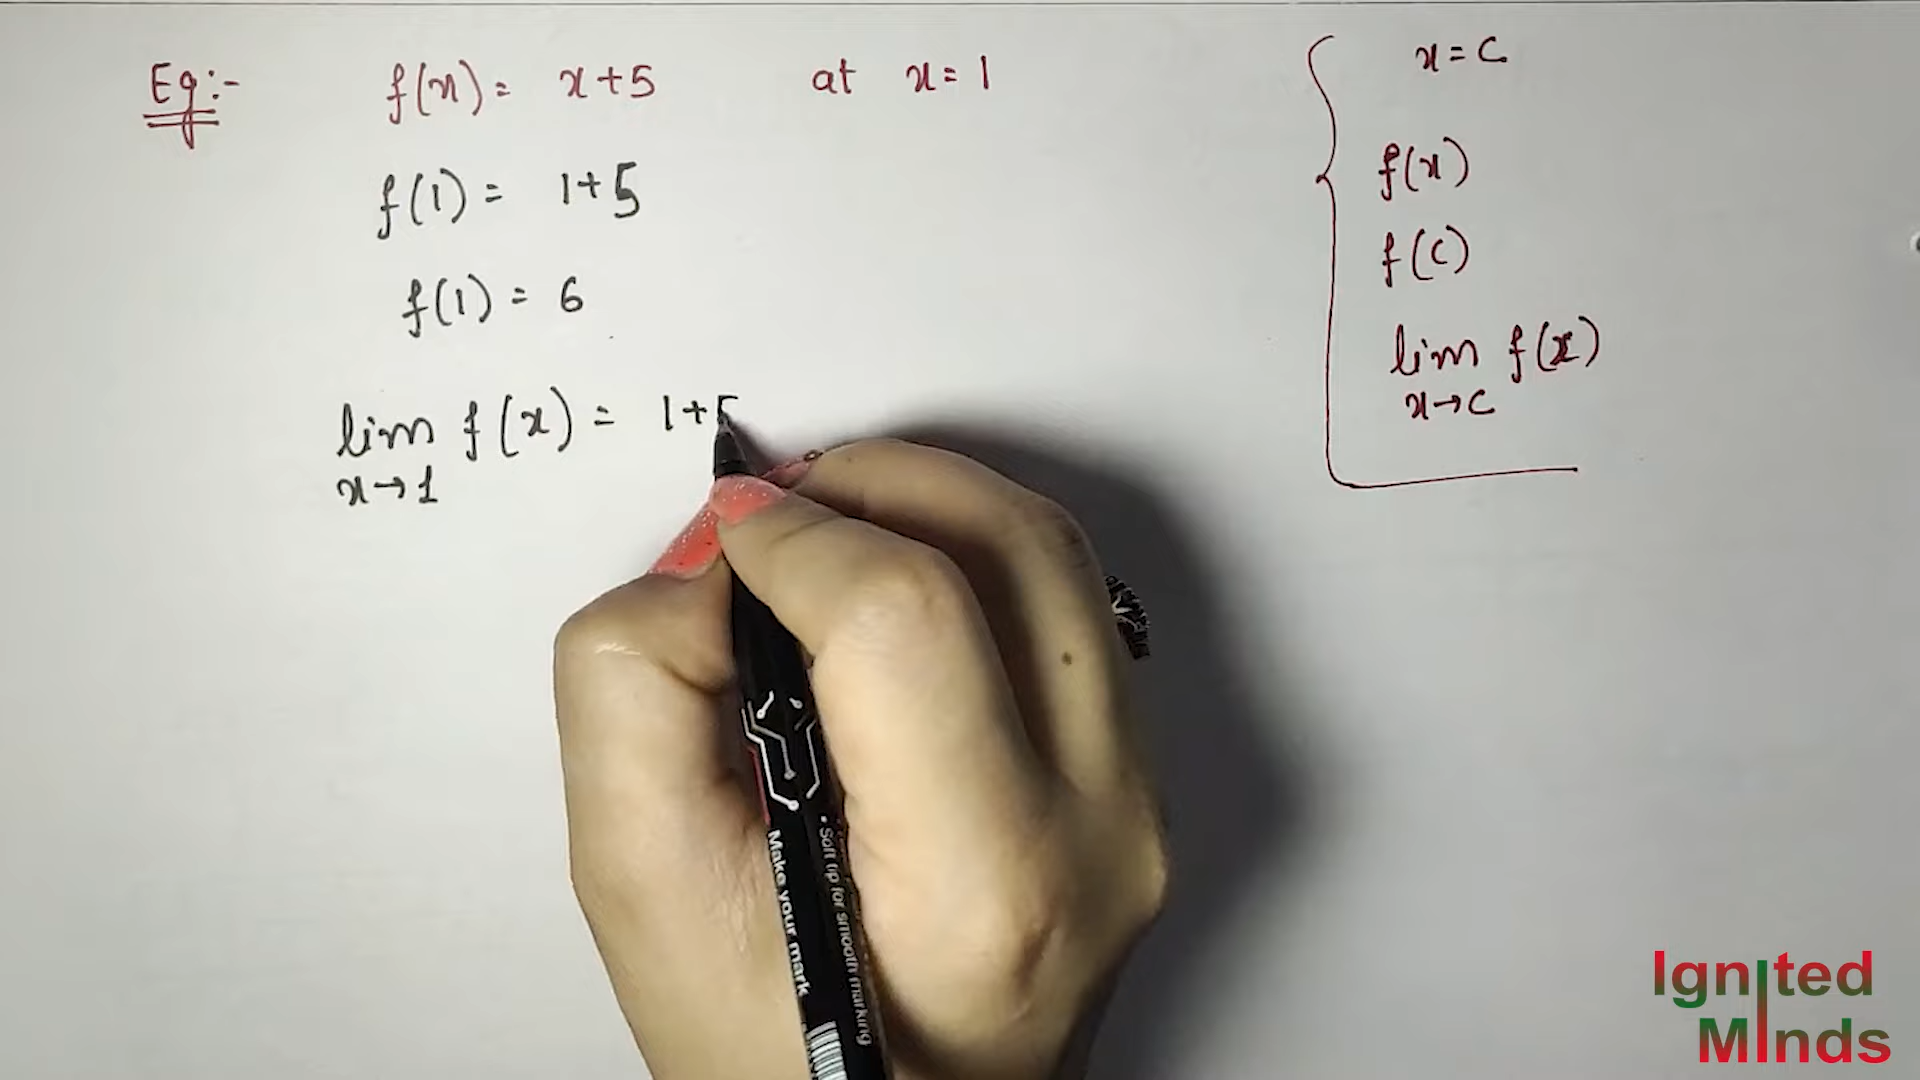 Eg:- f(x) = x+5 at x=1
f(1) = 1+5
f(1) = 6
lim f(x) = 1+5
x→1
x=c
f(x)
f(c)
lim f(x)
x→c
Make your mark
• Soft tip for smooth marking
Ignited
Minds